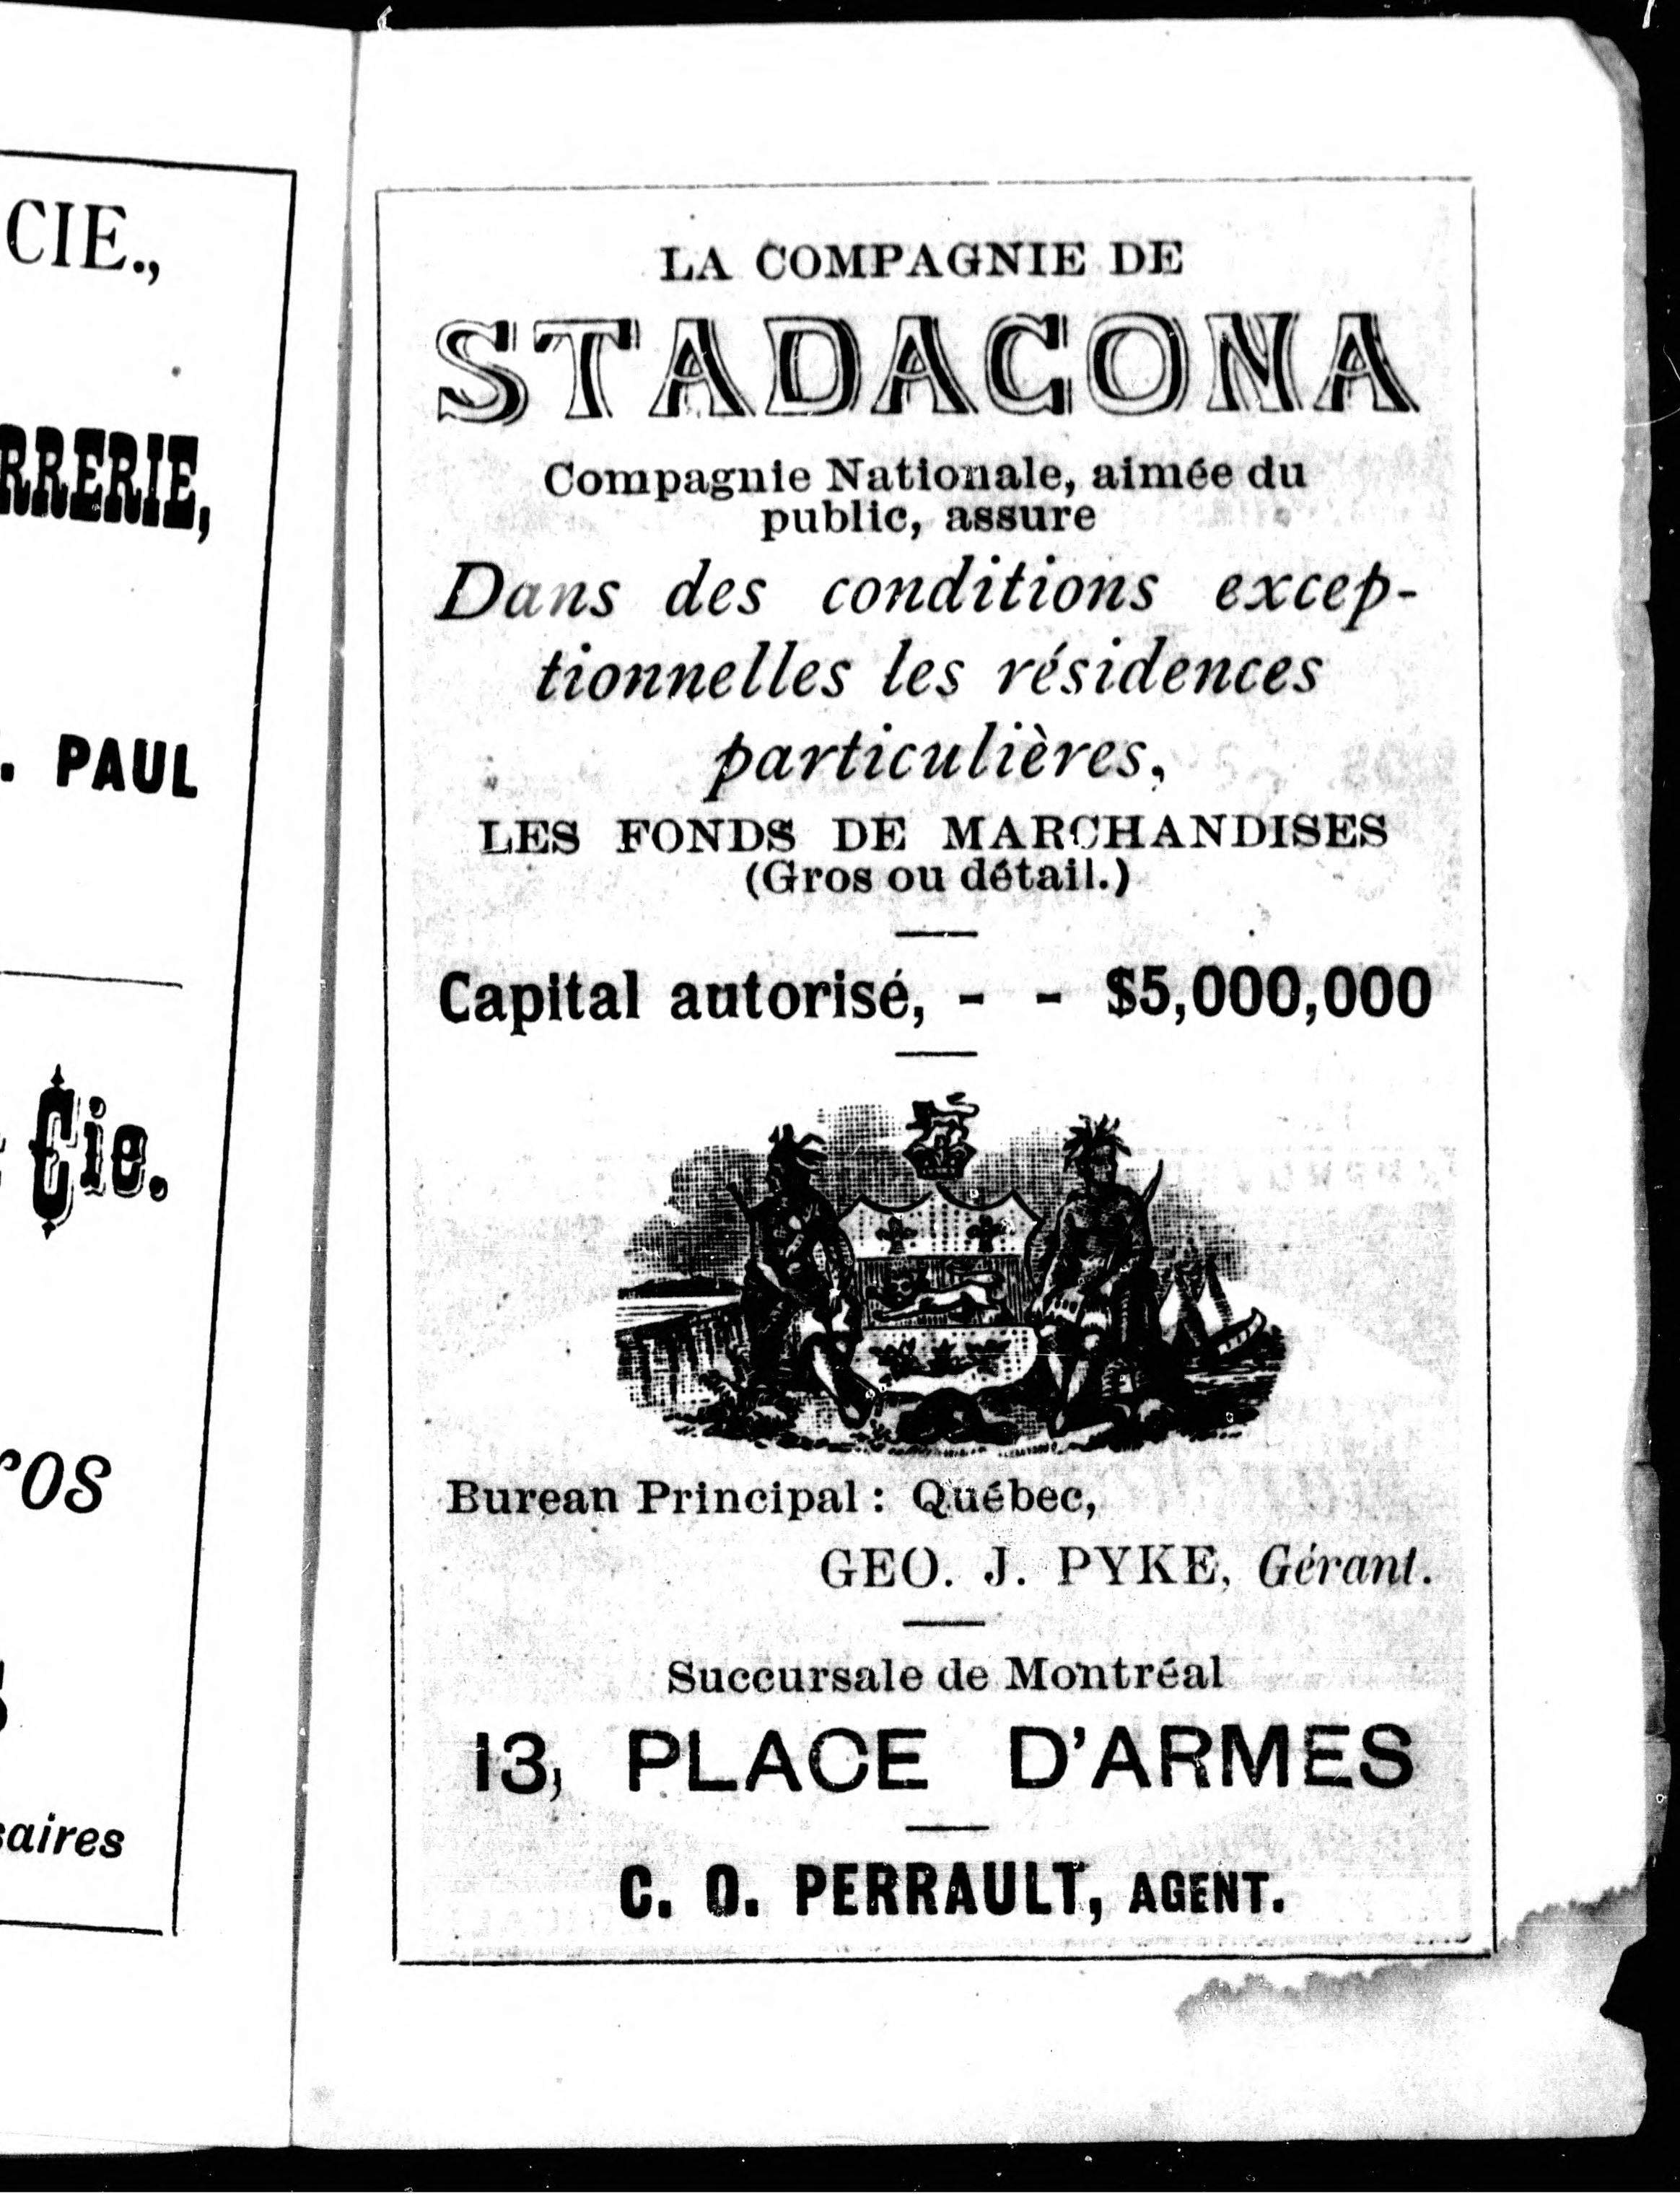 CIE.,
RRERIE,
. PAUL
Cie.
ros
aires
LA COMPAGNIE DE
STADACONA
Compagnie Nationale, aimée du
public, assure
Dans des conditions excep-
tionnelles les résidences
particulières,
LES FONDS DE MARCHANDISES
(Gros ou détail.)
Capital autorisé, - - $5,000,000
Burean Principal : Québec,
GEO. J. PYKE, Gérant.
Succursale de Montréal
13, PLACE D'ARMES
C. O. PERRAULT, AGENT.